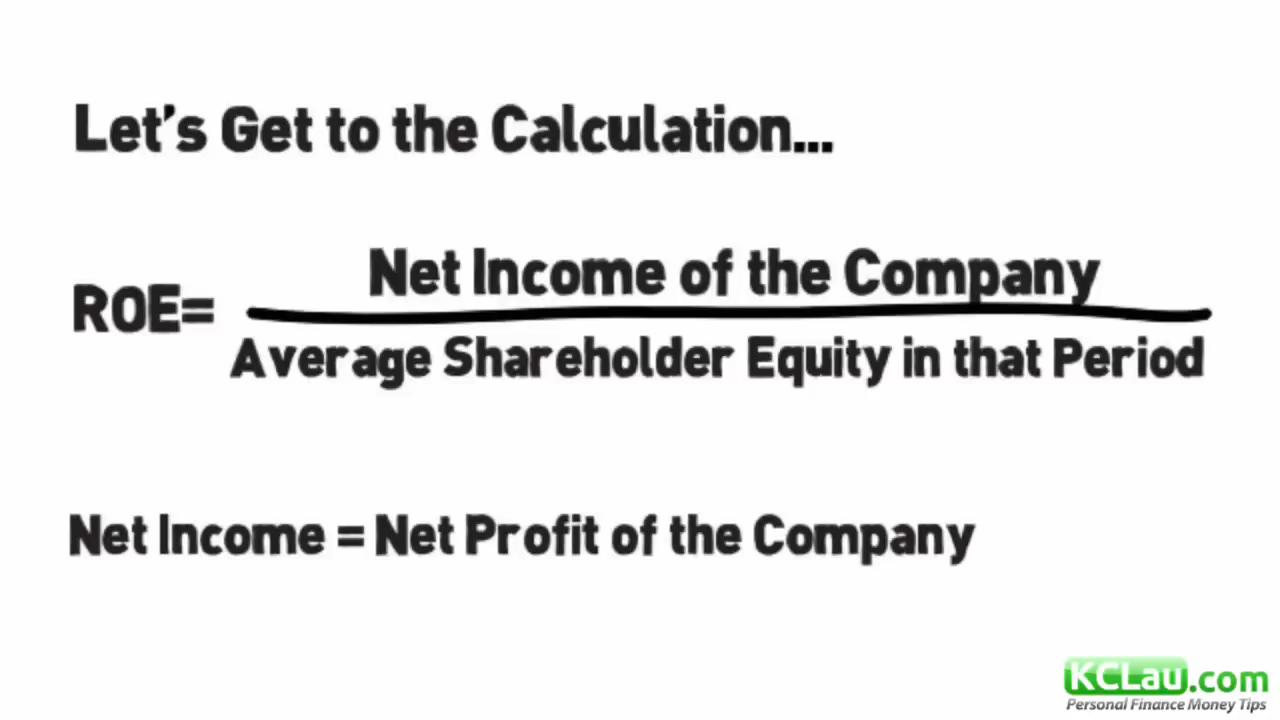 Let's Get to the Calculation...
Net Income of the Company
ROE=
Average Shareholder Equity in that Period
Net Income = Net Profit of the Company
KCLau.com
Personal Finance Money Tips